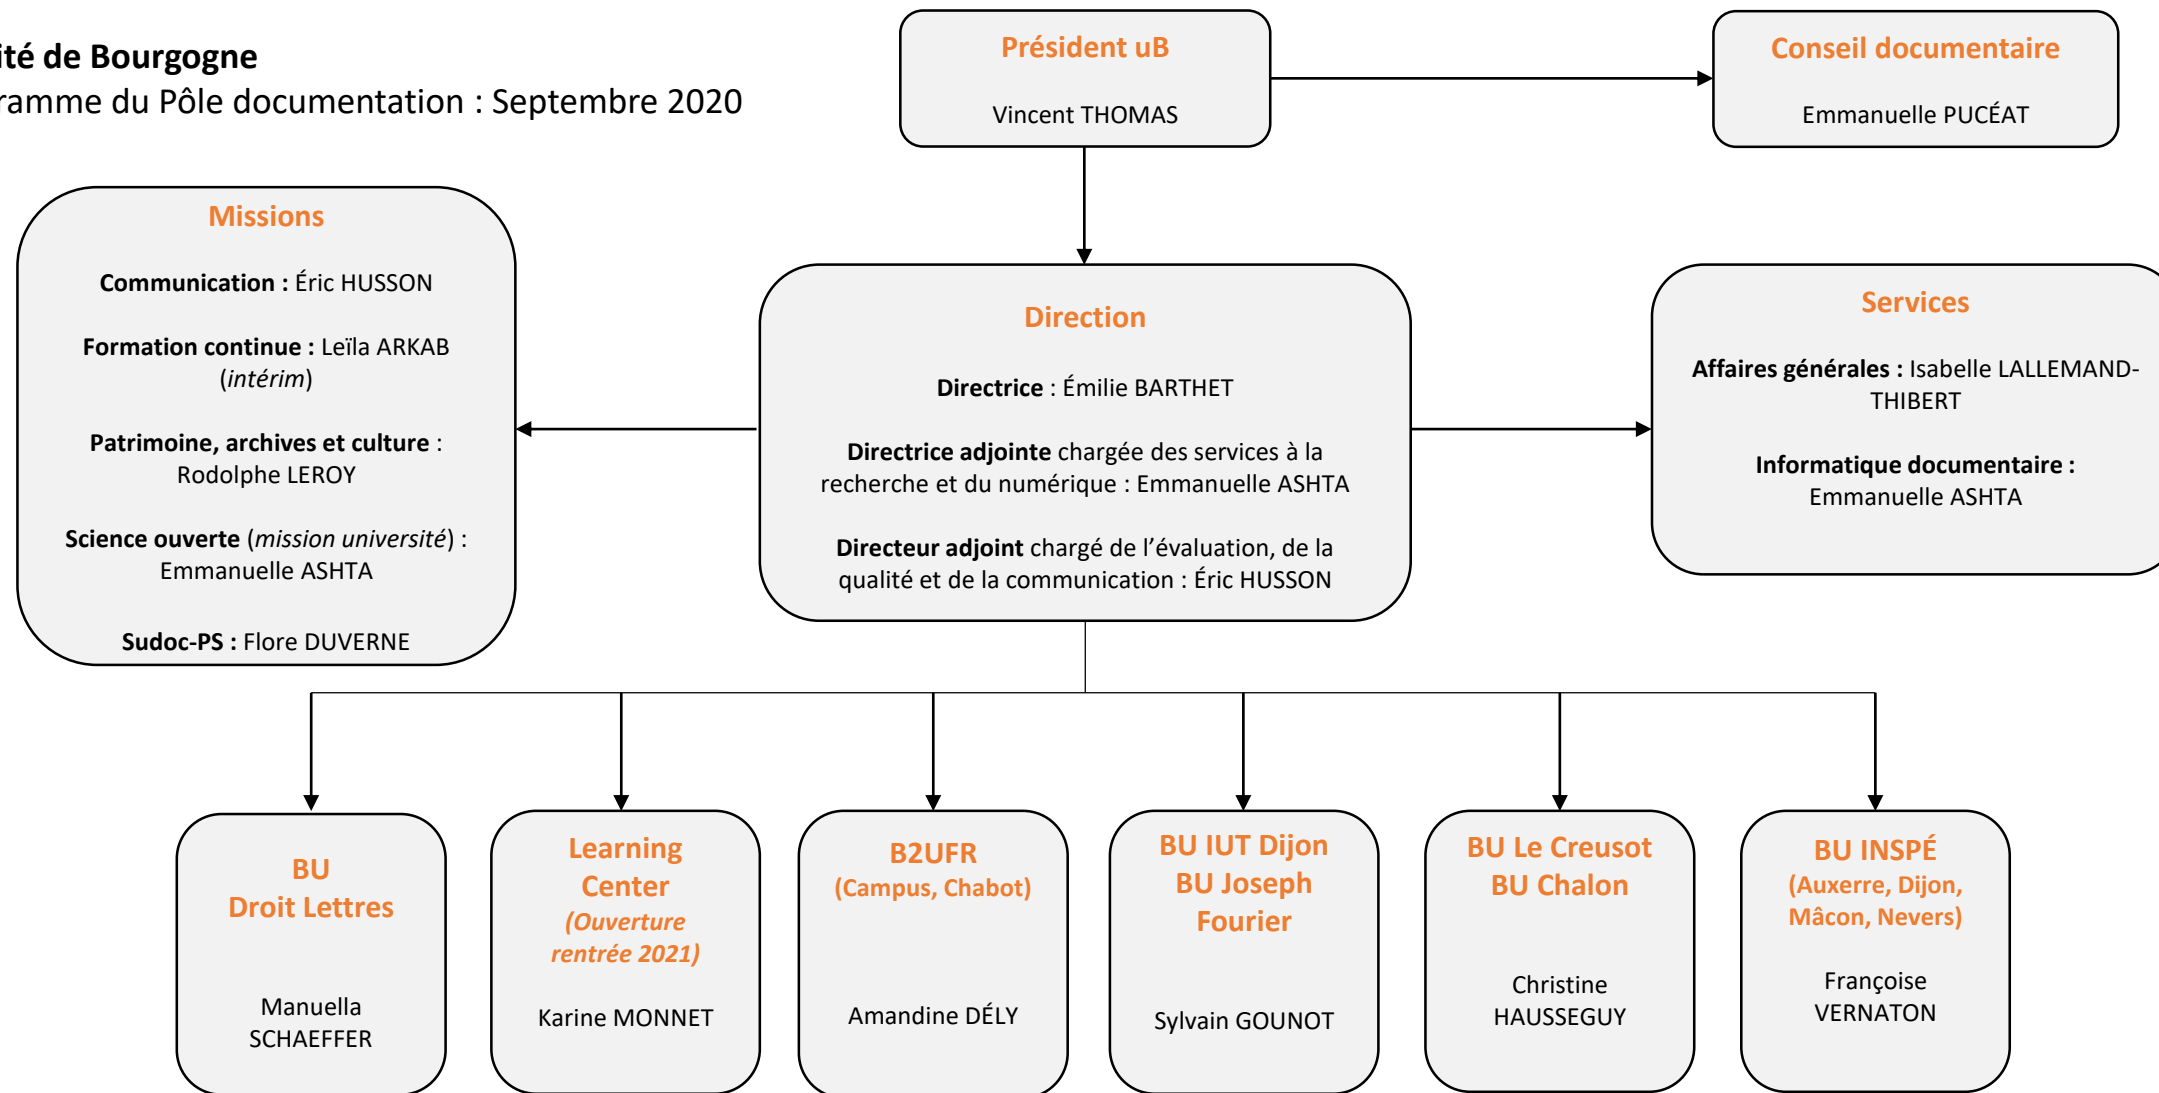 ité de Bourgogne
ramme du Pôle documentation : Septembre 2020
Président uB
Vincent THOMAS
Conseil documentaire
Emmanuelle PUCÉAT
Missions
Communication : Éric HUSSON
Formation continue : Leïla ARKAB
(intérim)
Patrimoine, archives et culture :
Rodolphe LEROY
Science ouverte (mission université) :
Emmanuelle ASHTA
Sudoc-PS : Flore DUVERNE
Direction
Directrice : Émilie BARTHET
Directrice adjointe chargée des services à la
recherche et du numérique : Emmanuelle ASHTA
Directeur adjoint chargé de l’évaluation, de la
qualité et de la communication : Éric HUSSON
Services
Affaires générales : Isabelle LALLEMAND-
THIBERT
Informatique documentaire :
Emmanuelle ASHTA
BU
Droit Lettres
Manuella
SCHAEFFER
Learning
Center
(Ouverture
rentrée 2021)
Karine MONNET
B2UFR
(Campus, Chabot)
Amandine DÉLY
BU IUT Dijon
BU Joseph
Fourier
Sylvain GOUNOT
BU Le Creusot
BU Chalon
Christine
HAUSSEGUY
BU INSPÉ
(Auxerre, Dijon,
Mâcon, Nevers)
Françoise
VERNATON